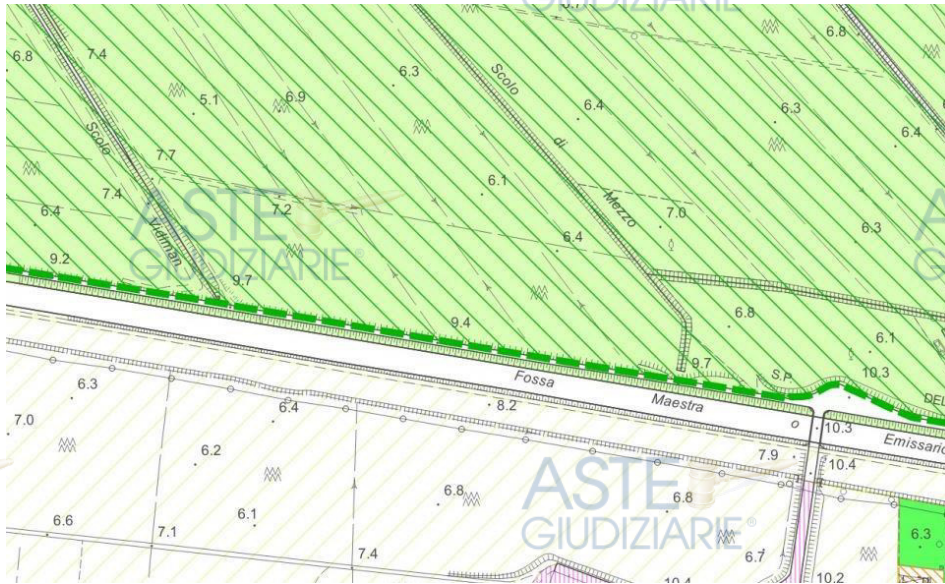 GIUDIZIARIE
6.8
6.8
7.4
6.3
6.9
5.1
6.4
6.3
6.4
Scolo
di
Mezzo
Scolo
Vidiman
7.7
7.4
7.2
6.1
7.0
6.4
6.4
6.3
ASTE
GIUDIZIARIE®
9.2
9.7
9.4
6.8
6.1
9.7
S.P.
10.3
DEL
Fossa
Maestra
10.3
Emissario
6.3
7.0
6.4
8.2
6.2
7.9
10.4
6.8
6.8
ASTE
GIUDIZIARIE®
6.6
7.1
6.1
7.4
6.7
6.3
10.4
10.2